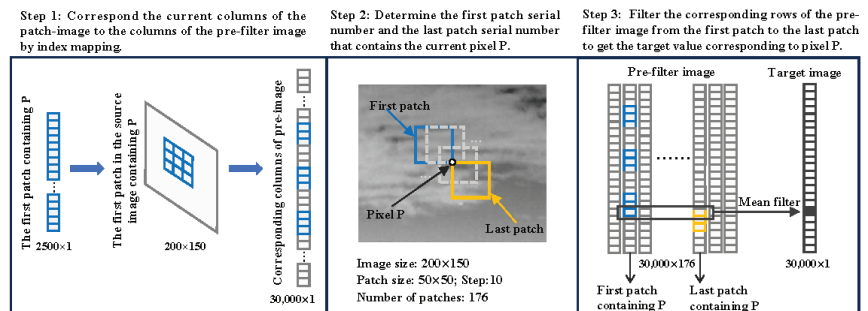 Step 1: Correspond the current columns of the
patch-image to the columns of the pre-filter image
by index mapping.
The first patch containing P
2500×1
The first patch in the source
image containing P
200×150
Corresponding columns of pre-image
30,000×1
Step 2: Determine the first patch serial
number and the last patch serial number
that contains the current pixel P.
First patch
Pixel P
Last patch
Image size: 200×150
Patch size: 50×50; Step:10
Number of patches: 176
Step 3: Filter the corresponding rows of the pre-
filter image from the first patch to the last patch
to get the target value corresponding to pixel P.
Pre-filter image
Target image
Mean filter
30,000×176
30,000×1
First patch
containing P
Last patch
containing P